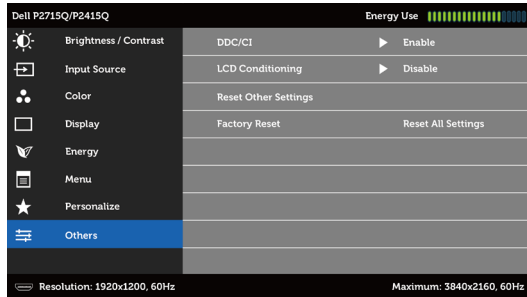 Dell P2715Q/P2415Q Energy Use
Brightness / Contrast DDC/CI Enable
Input Source LCD Conditioning Disable
Color Reset Other Settings
Display Factory Reset Reset All Settings
Energy
Menu
Personalize
Others
Resolution: 1920x1200, 60Hz Maximum: 3840x2160, 60Hz